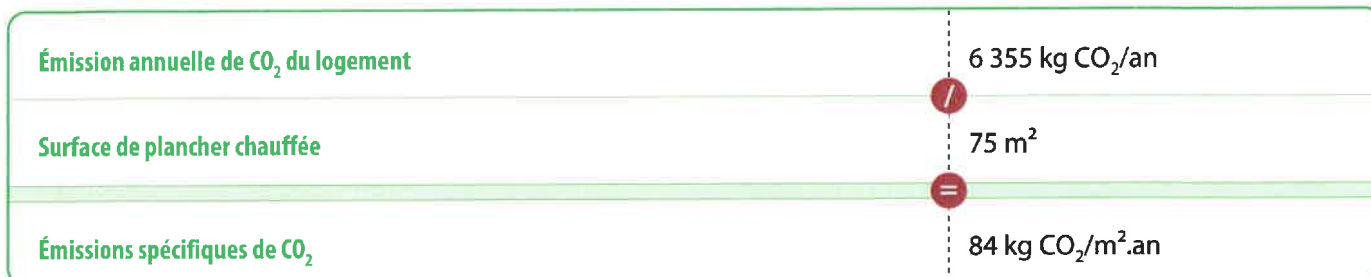 Émission annuelle de CO₂ du logement
6 355 kg CO₂/an
/
Surface de plancher chauffée
75 m²
=
Émissions spécifiques de CO₂
84 kg CO₂/m².an